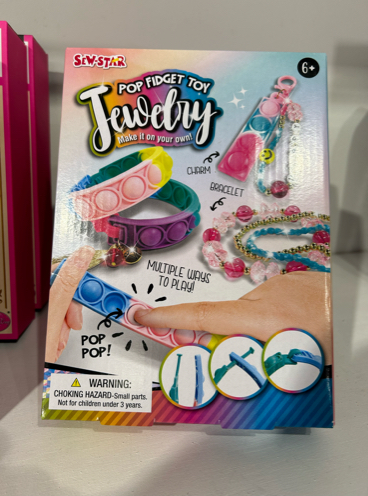 SEW-STAR
6+
POP FIDGET TOY
Jewelry
Make it on your own!
CHARM
BRACELET
MULTIPLE WAYS
TO PLAY!
POP
POP!
WARNING:
CHOKING HAZARD-Small parts.
Not for children under 3 years.